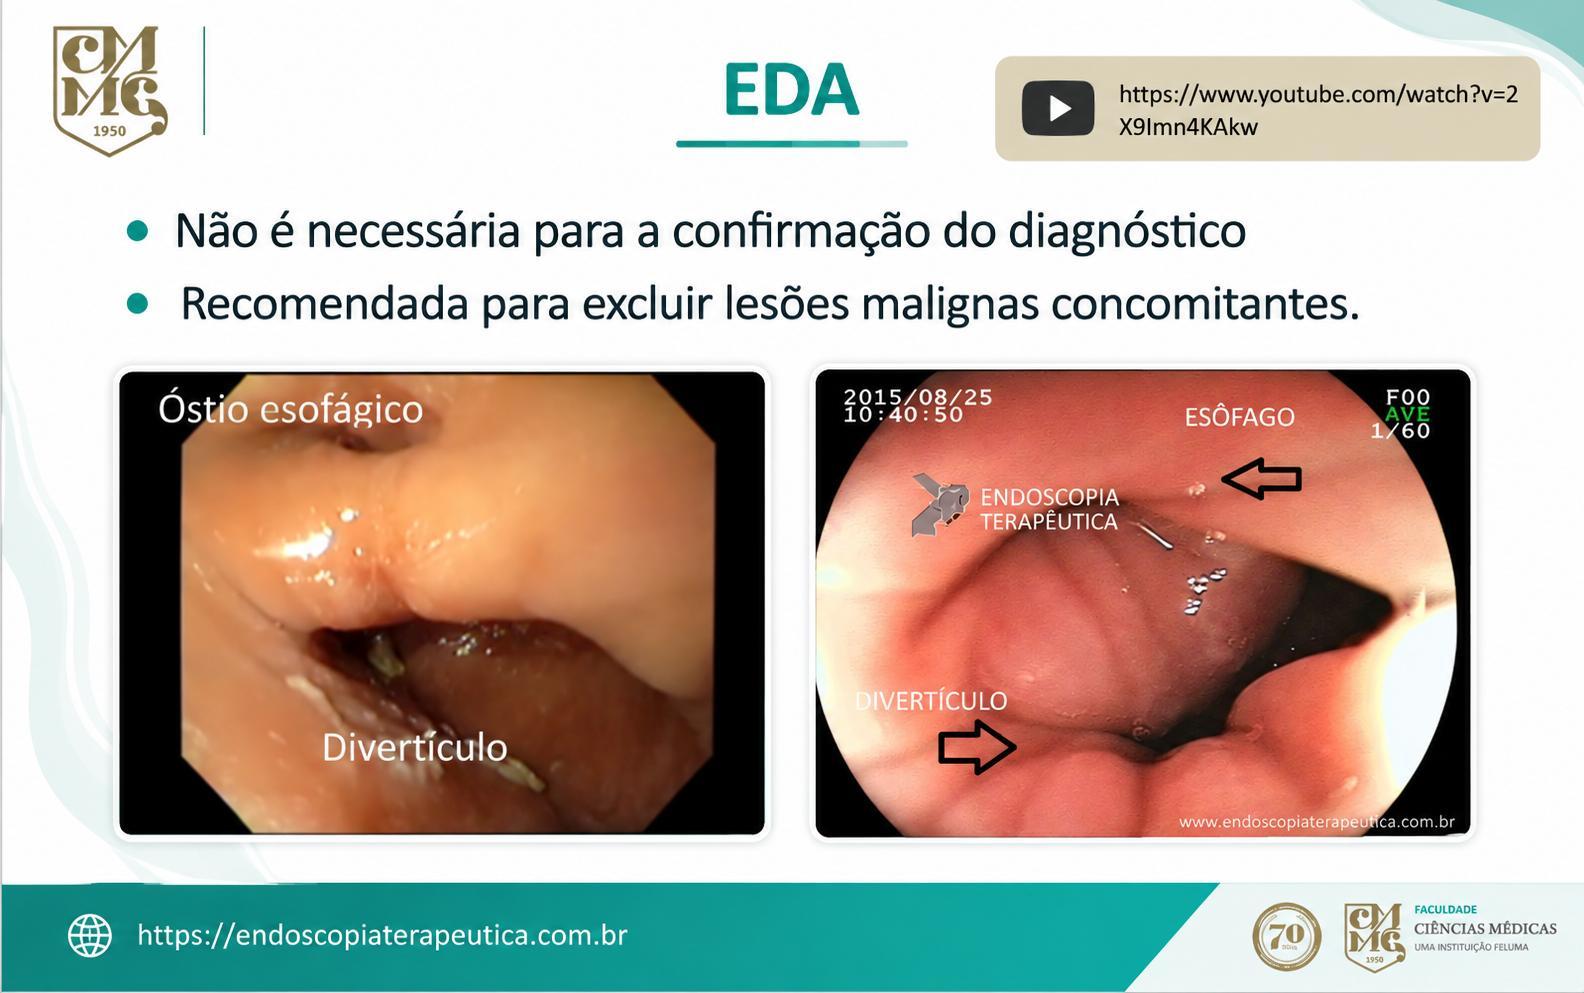 CMMG
1950
EDA
https://www.youtube.com/watch?v=2
X9Imn4KAkw
Não é necessária para a confirmação do diagnóstico
Recomendada para excluir lesões malignas concomitantes.
Óstio esofágico
Divertículo
2015/08/25
10:40:50
F00
AVE
1/60
ESÔFAGO
ENDOSCOPIA
TERAPÊUTICA
DIVERTÍCULO
www.endoscopiaterapeutica.com.br
https://endoscopiaterapeutica.com.br
70
CMMG
1950
FACULDADE
CIÊNCIAS MÉDICAS
UMA INSTITUIÇÃO FELUMA